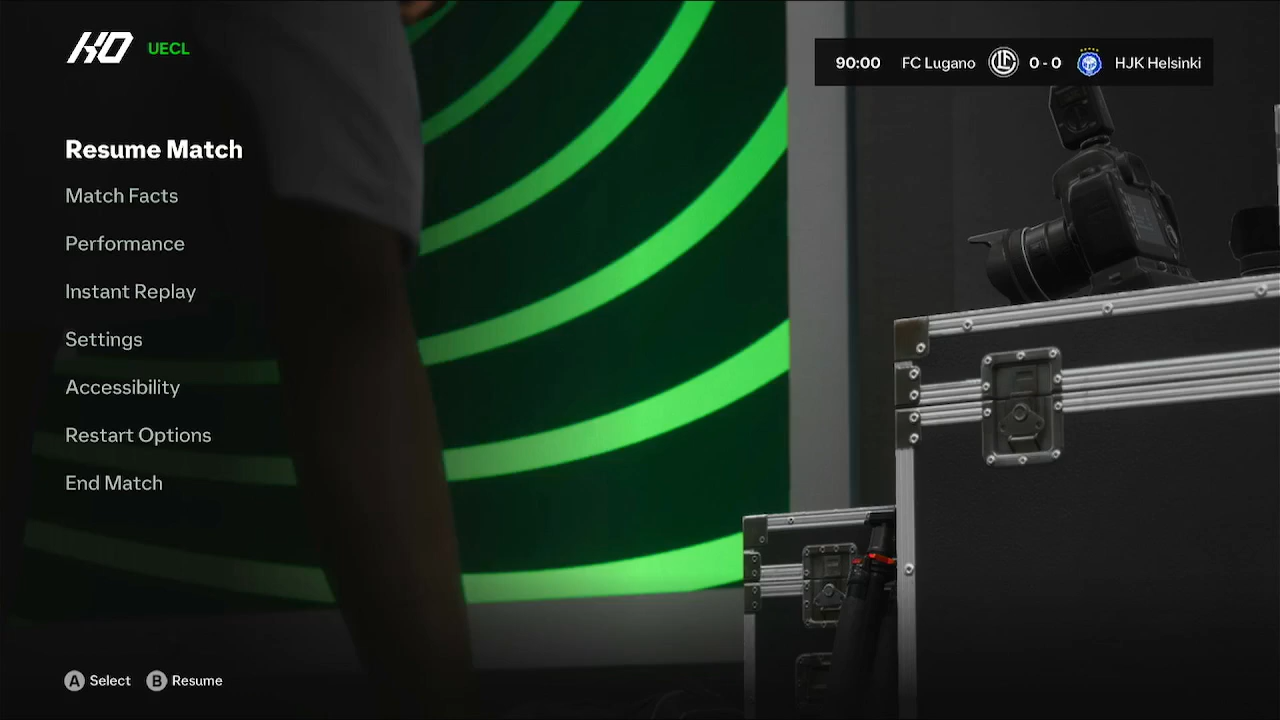 KO UECL
90:00 FC Lugano 0 - 0 HJK Helsinki
Resume Match
Match Facts
Performance
Instant Replay
Settings
Accessibility
Restart Options
End Match
A Select B Resume